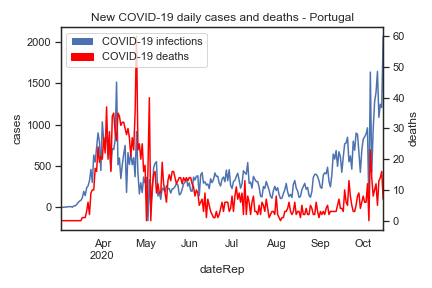 New COVID-19 daily cases and deaths - Portugal
COVID-19 infections
COVID-19 deaths
2000
1500
1000
500
0
cases
60
50
40
30
20
10
0
deaths
Apr May Jun Jul Aug Sep Oct
2020
dateRep